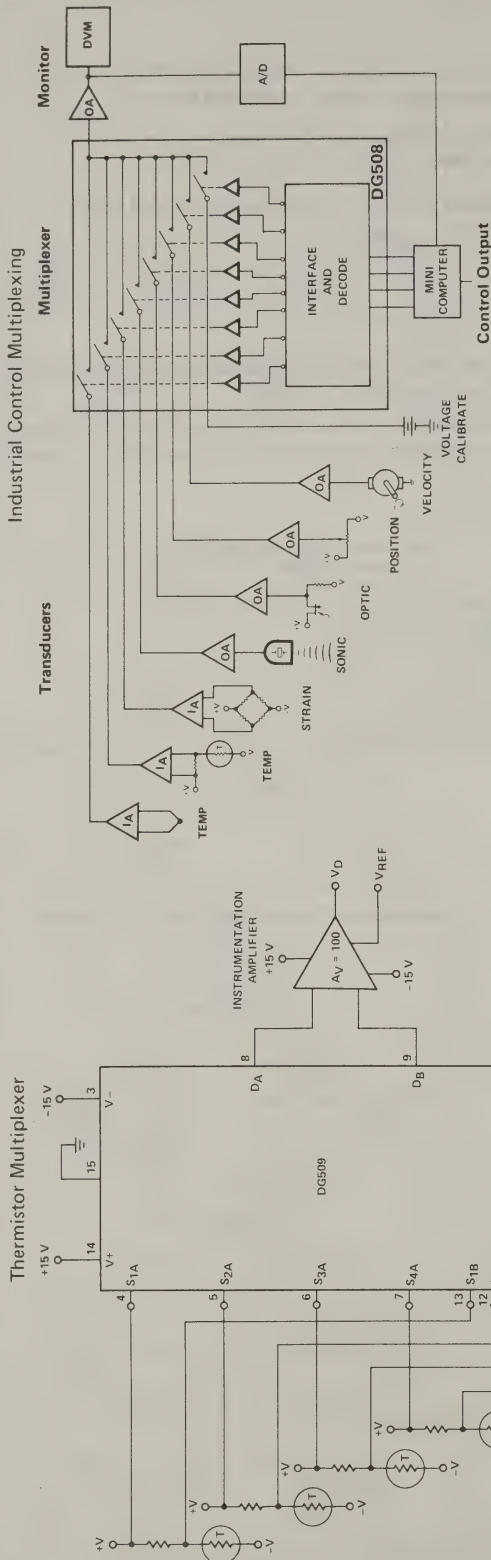 Industrial Control Multiplexing
Transducers
Multiplexer
Monitor
OA
DVM
A/D
DG508
INTERFACE
AND
DECODE
MINI
COMPUTER
Control Output
IA
TEMP
IA
+V
T
-V
TEMP
IA
+V
-V
STRAIN
OA
SONIC
OA
+V
OPTIC
OA
POSITION
OA
VELOCITY
VOLTAGE
CALIBRATE
Thermistor Multiplexer
+15 V
-15 V
14
15
3
V+
V-
4
S1A
5
S2A
6
S3A
7
S4A
13
S1B
12
DG509
8
DA
9
DB
INSTRUMENTATION
AMPLIFIER
+15 V
AV = 100
-15 V
VD
VREF
+V
T
-V
+V
T
-V
+V
T
-V
+V
T